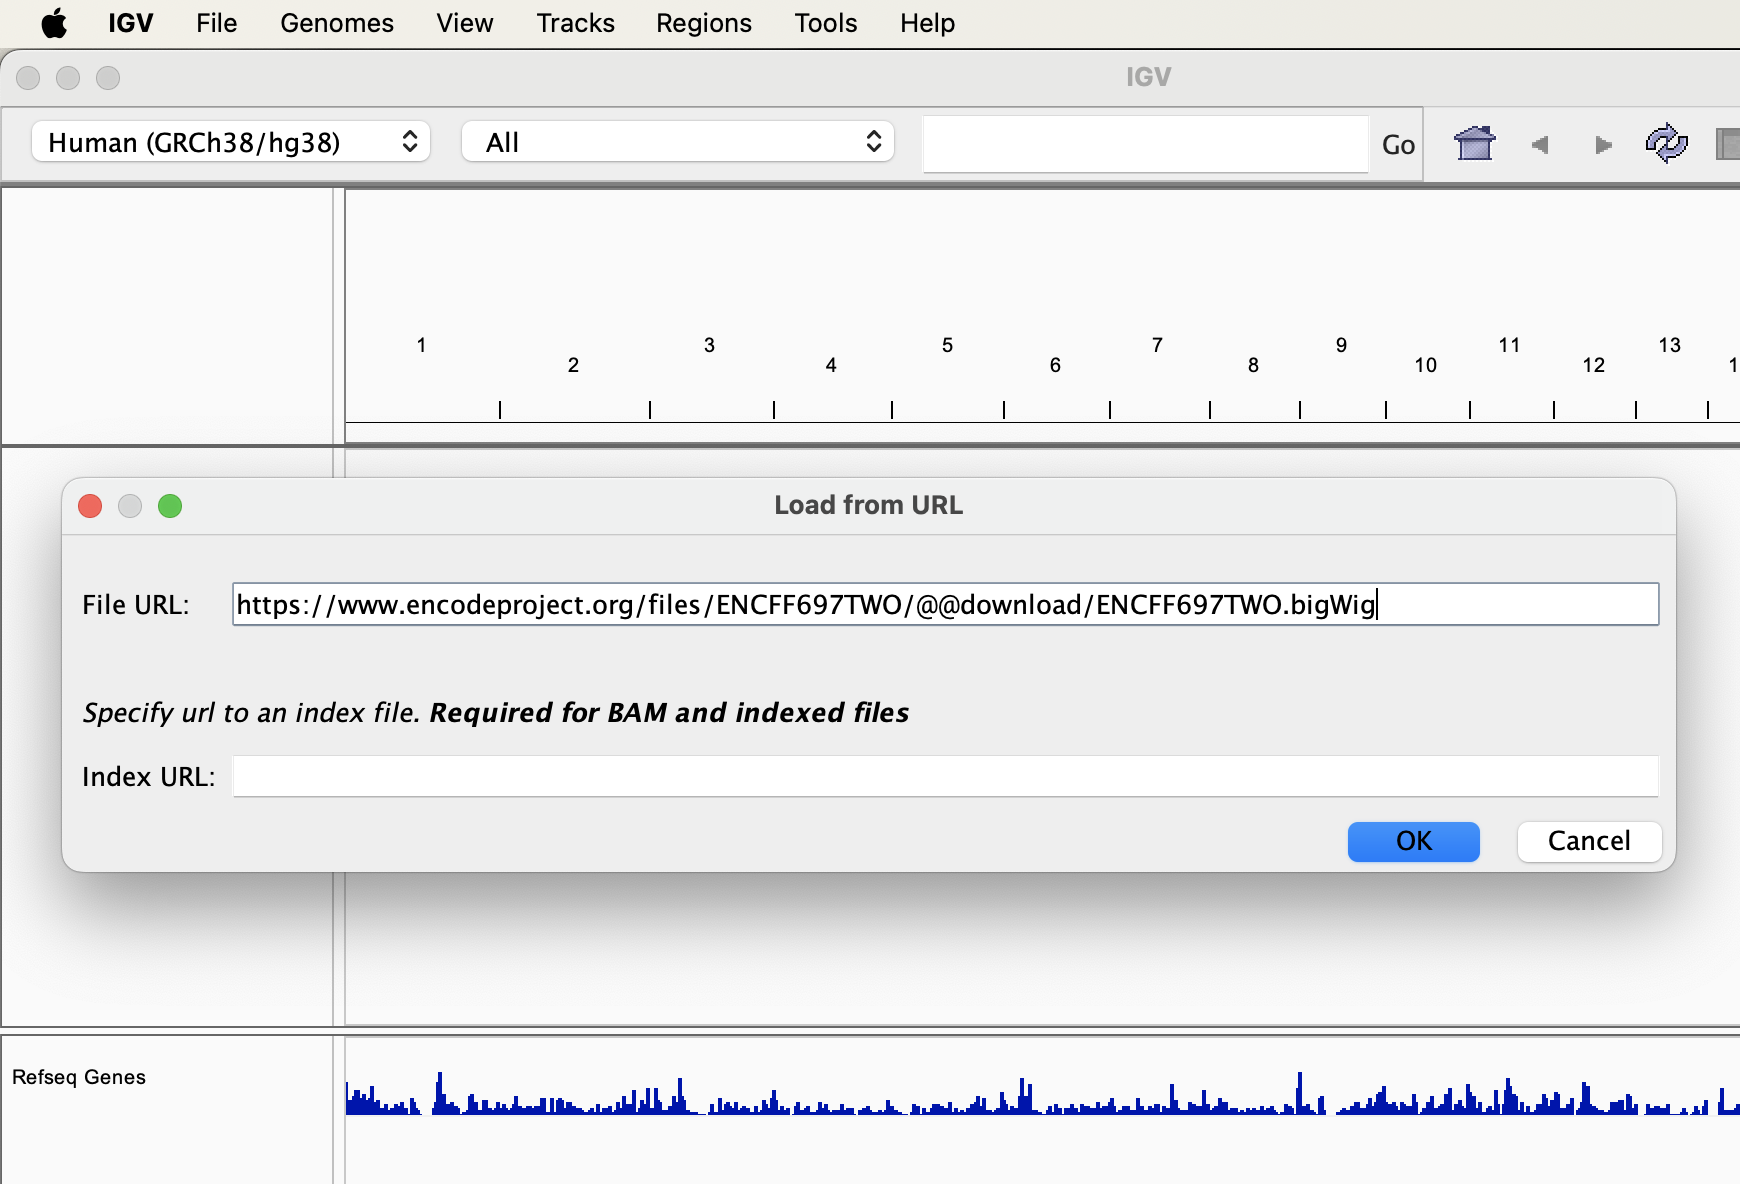 IGV File Genomes View Tracks Regions Tools Help
IGV
Human (GRCh38/hg38) All Go
1 3 5 7 9 11 13
2 4 6 8 10 12 1
Load from URL
File URL: https://www.encodeproject.org/files/ENCFF697TWO/@@download/ENCFF697TWO.bigWig
Specify url to an index file. Required for BAM and indexed files
Index URL:
OK Cancel
Refseq Genes